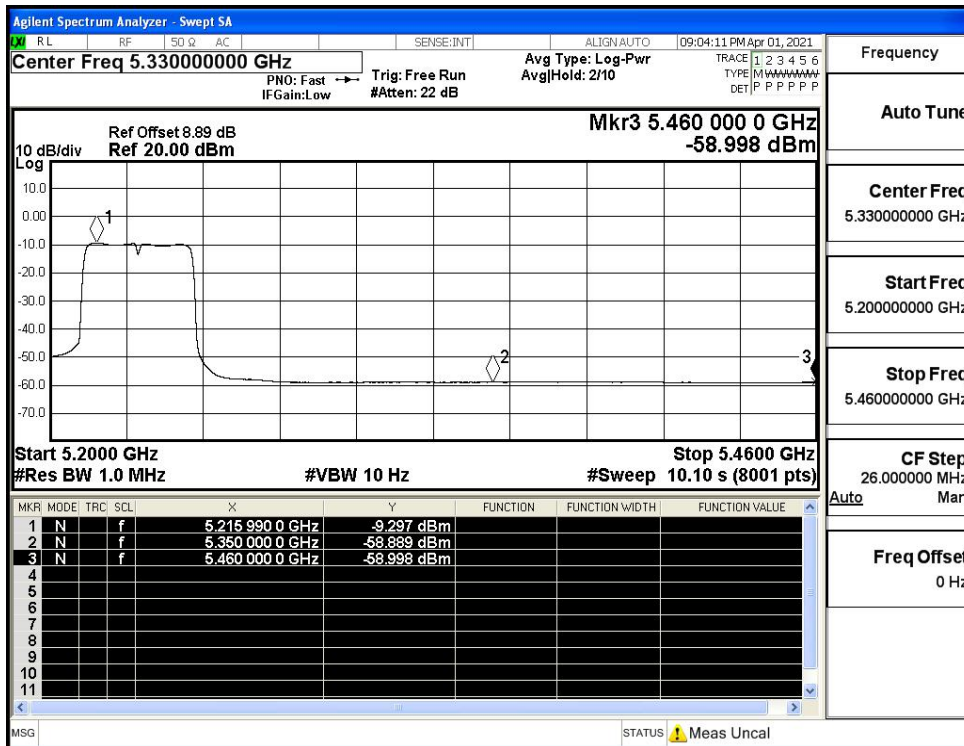 Agilent Spectrum Analyzer - Swept SA
LXI RL RF 50 Ω AC SENSE:INT ALIGN AUTO 09:04:11 PM Apr 01, 2021
Center Freq 5.330000000 GHz
PNO: Fast
IFGain:Low
Trig: Free Run
#Atten: 22 dB
Avg Type: Log-Pwr
Avg|Hold: 2/10
TRACE 1 2 3 4 5 6
TYPE M WWWWW
DET P P P P P P
Mkr3 5.460 000 0 GHz
-58.998 dBm
Ref Offset 8.89 dB
10 dB/div Ref 20.00 dBm
Log
10.0
0.00
-10.0
-20.0
-30.0
-40.0
-50.0
-60.0
-70.0
1
2
3
Start 5.2000 GHz Stop 5.4600 GHz
#Res BW 1.0 MHz #VBW 10 Hz #Sweep 10.10 s (8001 pts)
MKR MODE TRC SCL X Y FUNCTION FUNCTION WIDTH FUNCTION VALUE
1 N f 5.215 990 0 GHz -9.297 dBm
2 N f 5.350 000 0 GHz -58.889 dBm
3 N f 5.460 000 0 GHz -58.998 dBm
4
5
6
7
8
9
10
11
MSG STATUS Meas Uncal
Frequency
Auto Tune
Center Freq
5.330000000 GHz
Start Freq
5.200000000 GHz
Stop Freq
5.460000000 GHz
CF Step
26.000000 MHz
Auto Man
Freq Offset
0 Hz